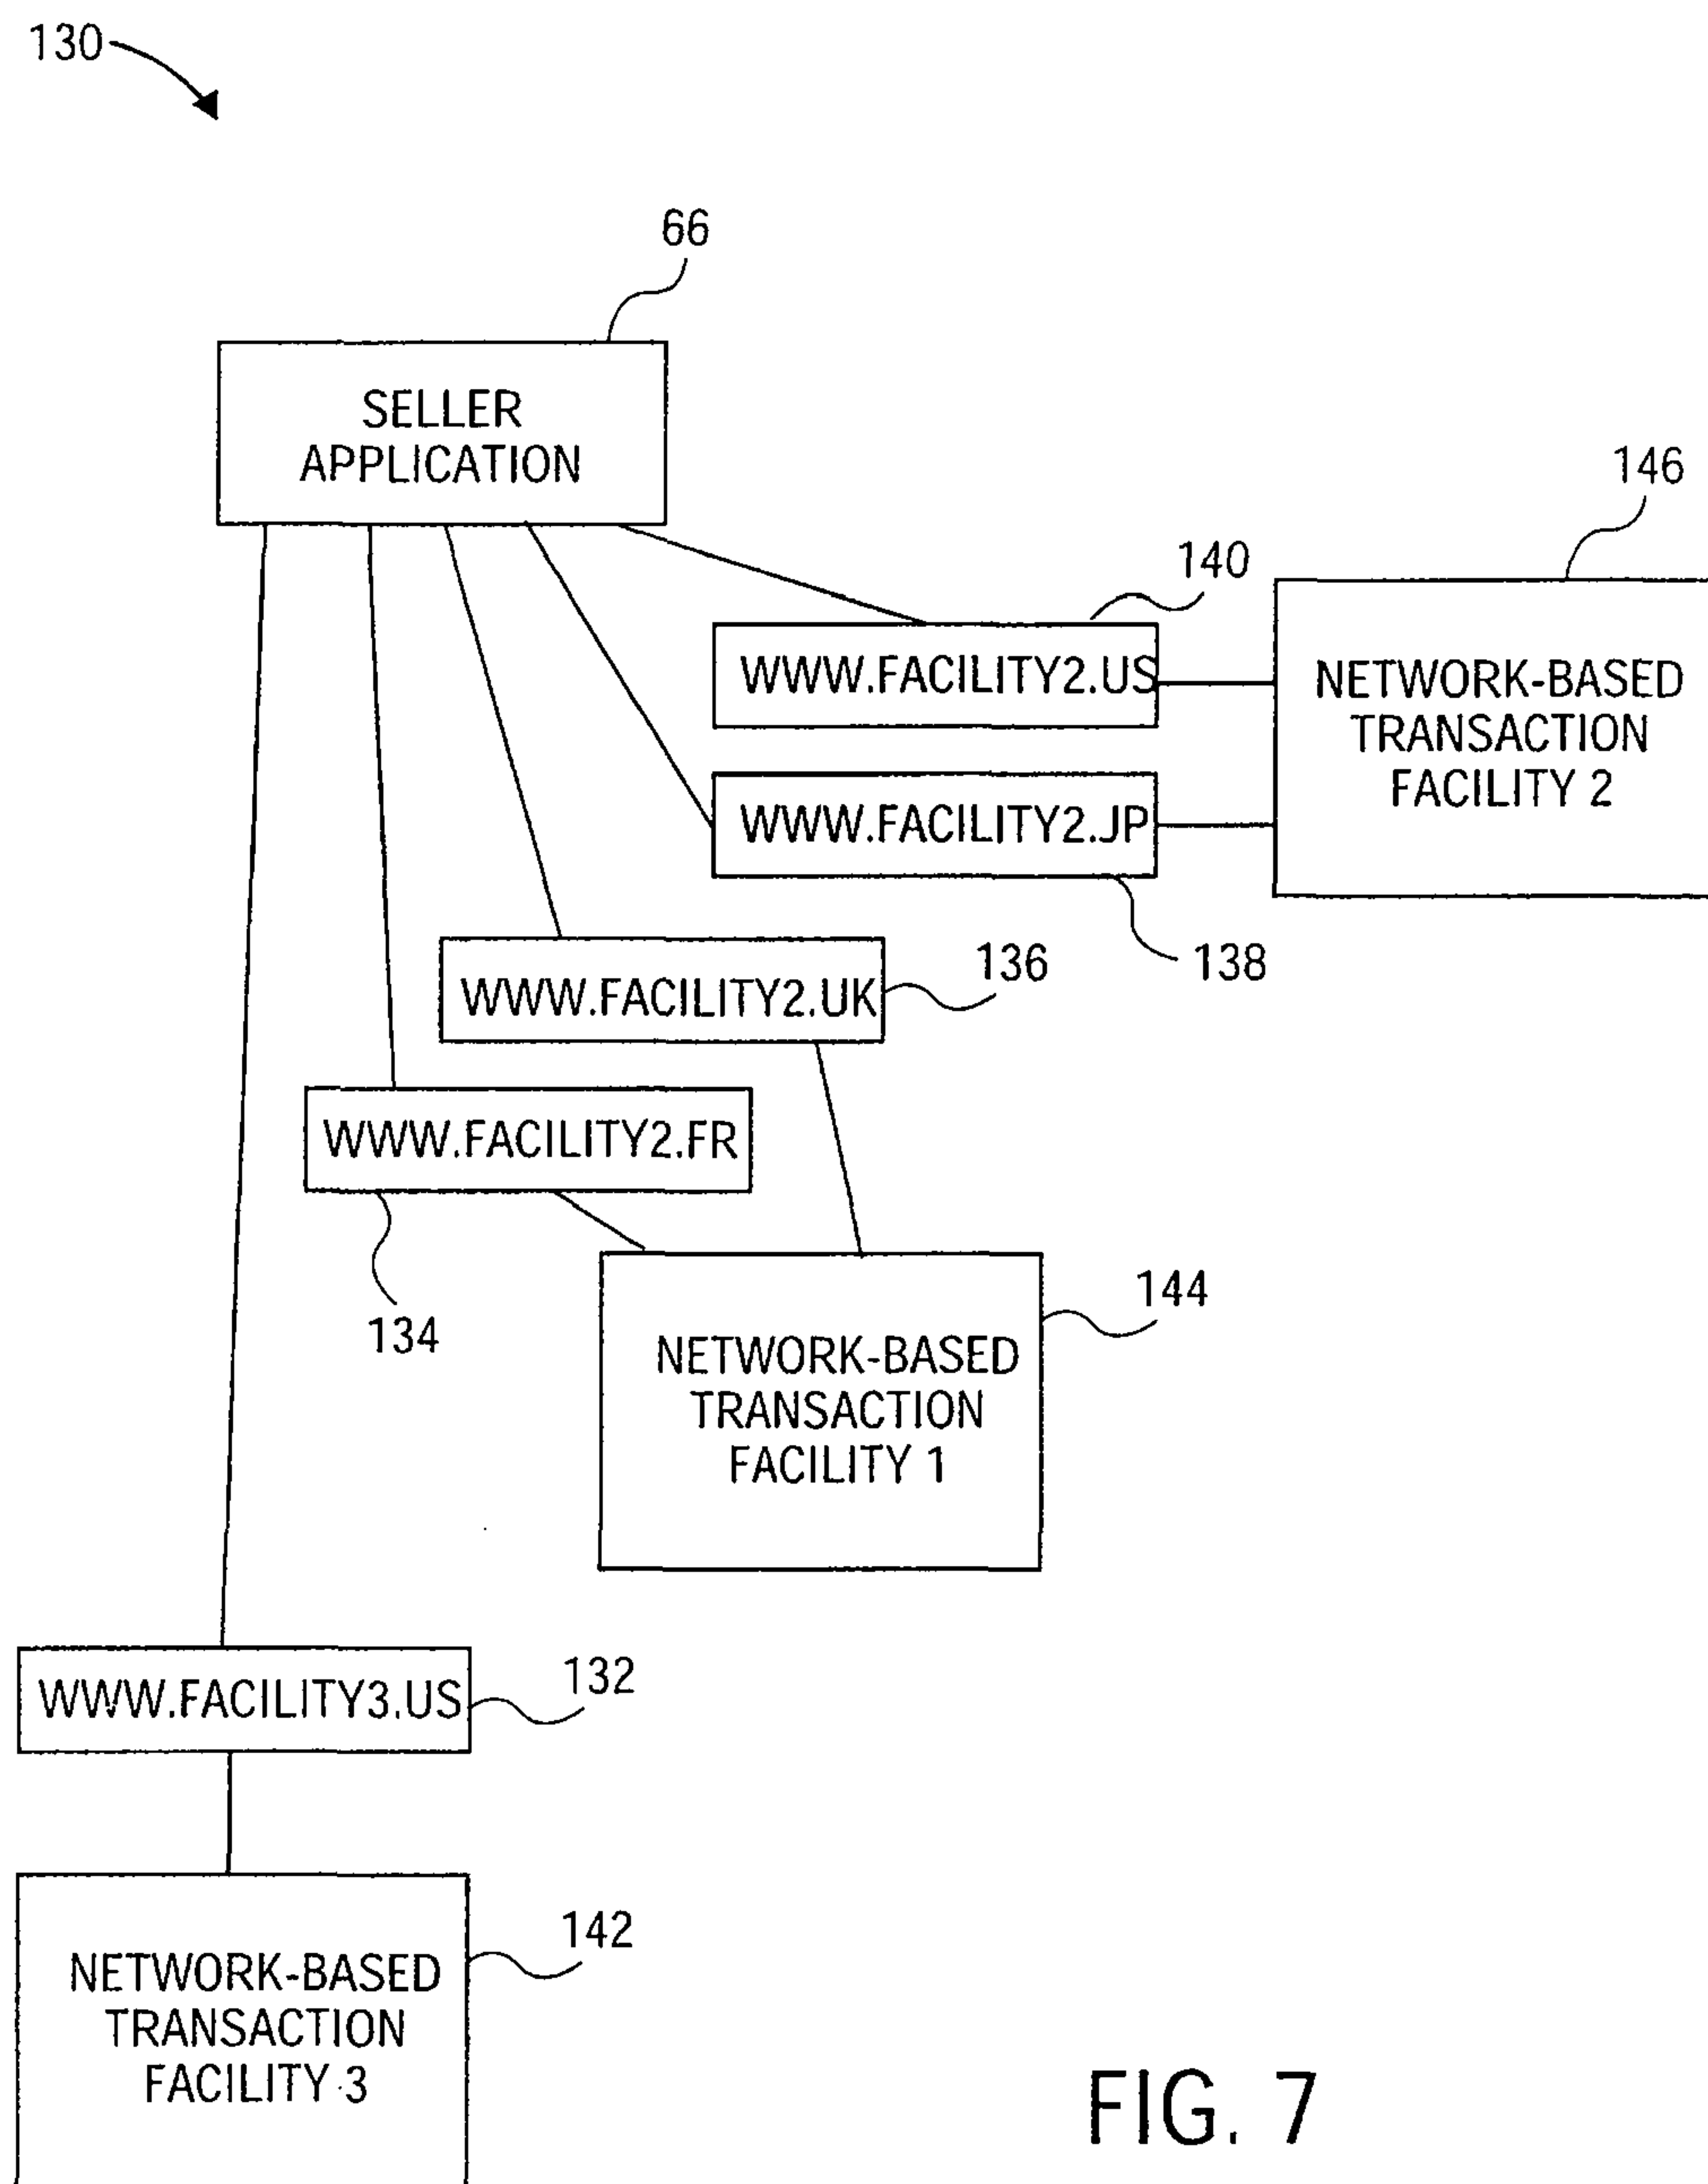 130
66
SELLER
APPLICATION
146
140
WWW.FACILITY2.US
NETWORK-BASED
TRANSACTION
FACILITY 2
WWW.FACILITY2.JP
136
138
WWW.FACILITY2.UK
WWW.FACILITY2.FR
134
144
NETWORK-BASED
TRANSACTION
FACILITY 1
132
WWW.FACILITY3.US
142
NETWORK-BASED
TRANSACTION
FACILITY 3
FIG. 7